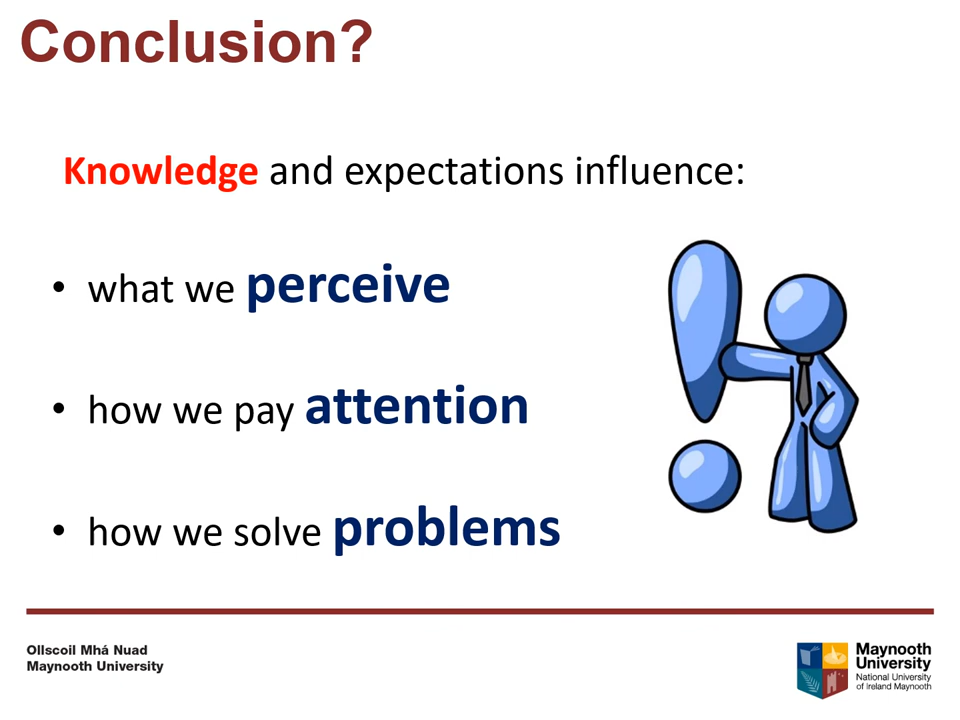 Conclusion?
Knowledge and expectations influence:
• what we perceive
• how we pay attention
• how we solve problems
Ollscoil Mhá Nuad
Maynooth University
Maynooth
University
National University
of Ireland Maynooth